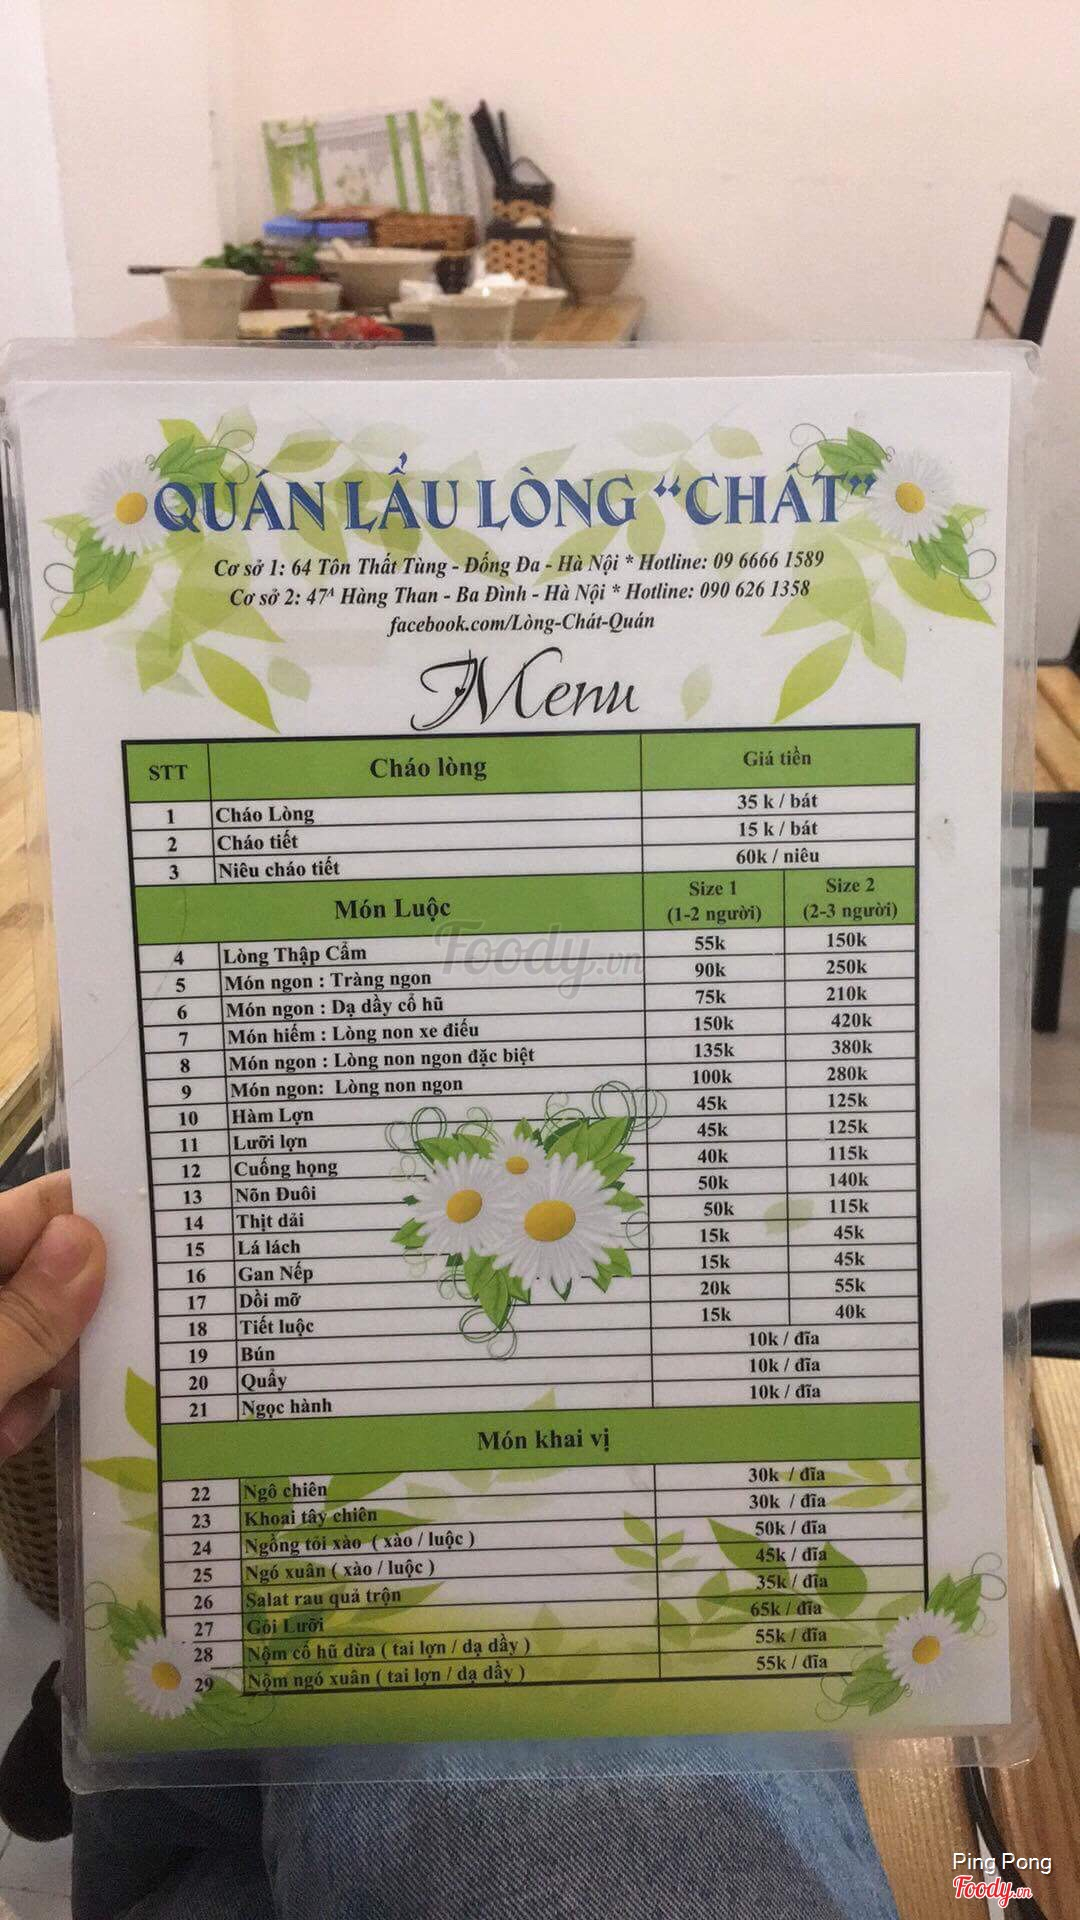 QUÁN LẨU LÒNG “CHÁT”
Cơ sở 1: 64 Tôn Thất Tùng - Đống Đa - Hà Nội * Hotline: 09 6666 1589
Cơ sở 2: 47A Hàng Than - Ba Đình - Hà Nội * Hotline: 090 626 1358
facebook.com/Lòng-Chát-Quán
Menu
STT Cháo lòng Giá tiền
1 Cháo Lòng 35 k / bát
2 Cháo tiết 15 k / bát
3 Niêu cháo tiết 60k / niêu
Món Luộc Size 1 (1-2 người) Size 2 (2-3 người)
4 Lòng Thập Cẩm 55k 150k
5 Món ngon : Tràng ngon 90k 250k
6 Món ngon : Dạ dầy cổ hũ 75k 210k
7 Món hiếm : Lòng non xe điếu 150k 420k
8 Món ngon : Lòng non ngon đặc biệt 135k 380k
9 Món ngon: Lòng non ngon 100k 280k
10 Hàm Lợn 45k 125k
11 Lưỡi lợn 45k 125k
12 Cuống họng 40k 115k
13 Nõn Đuôi 50k 140k
14 Thịt dải 50k 115k
15 Lá lách 15k 45k
16 Gan Nếp 15k 45k
17 Dồi mỡ 20k 55k
18 Tiết luộc 15k 40k
19 Bún 10k / đĩa
20 Quẩy 10k / đĩa
21 Ngọc hành 10k / đĩa
Món khai vị
22 Ngô chiên 30k / đĩa
23 Khoai tây chiên 30k / đĩa
24 Ngồng tỏi xào ( xào / luộc ) 50k / đĩa
25 Ngó xuân ( xào / luộc ) 45k / đĩa
26 Salat rau quả trộn 35k / đĩa
27 Gỏi Lưỡi 65k / đĩa
28 Nộm cổ hũ dừa ( tai lợn / dạ dầy ) 55k / đĩa
29 Nộm ngó xuân ( tai lợn / dạ dầy ) 55k / đĩa
Foody.vn
Ping Pong
Foody.vn